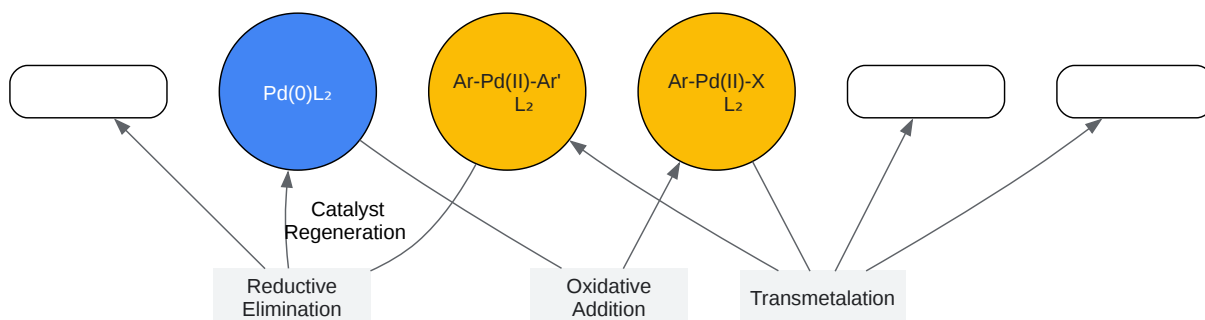 Pd(0)L₂
Ar-Pd(II)-Ar'
L₂
Ar-Pd(II)-X
L₂
Catalyst
Regeneration
Reductive
Elimination
Oxidative
Addition
Transmetalation